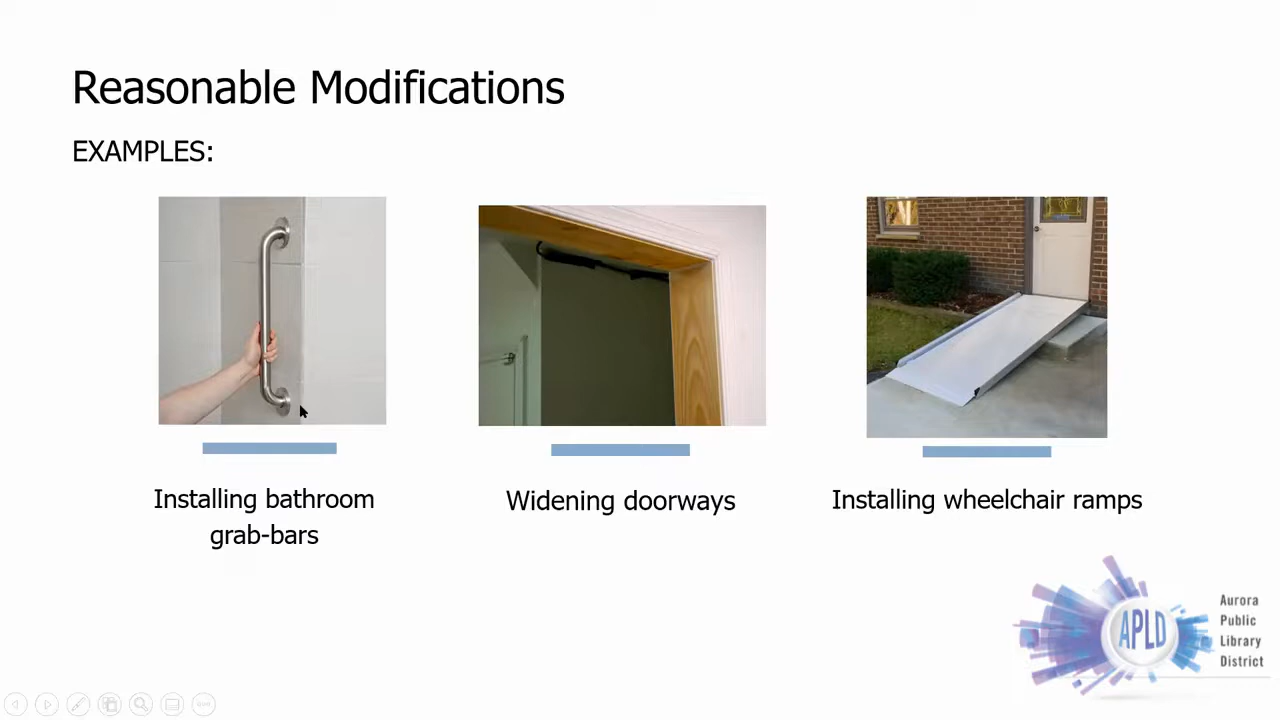 Reasonable Modifications
EXAMPLES:
Installing bathroom
grab-bars
Widening doorways
Installing wheelchair ramps
APLD
Aurora
Public
Library
District